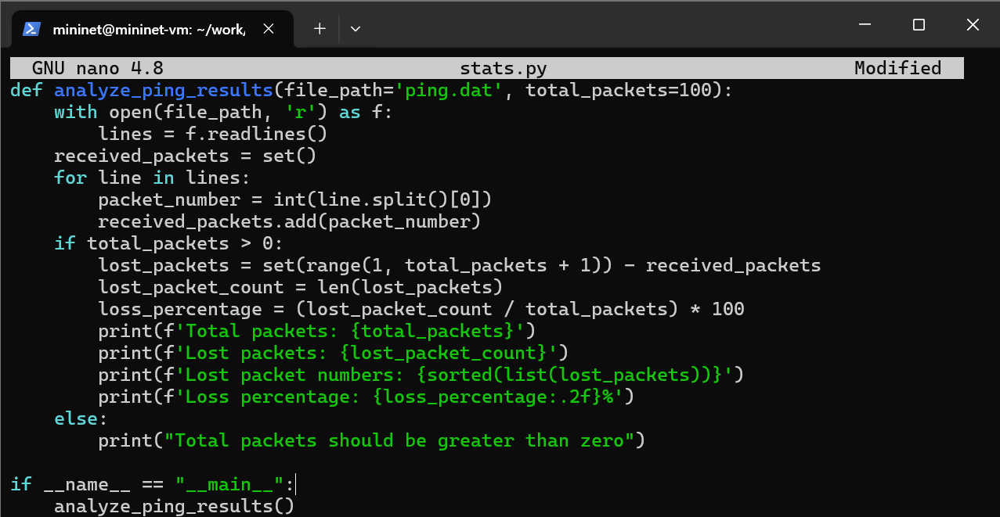 mininet@mininet-vm: ~/work/
GNU nano 4.8 stats.py Modified
def analyze_ping_results(file_path='ping.dat', total_packets=100):
    with open(file_path, 'r') as f:
        lines = f.readlines()
    received_packets = set()
    for line in lines:
        packet_number = int(line.split()[0])
        received_packets.add(packet_number)
    if total_packets > 0:
        lost_packets = set(range(1, total_packets + 1)) - received_packets
        lost_packet_count = len(lost_packets)
        loss_percentage = (lost_packet_count / total_packets) * 100
        print(f'Total packets: {total_packets}')
        print(f'Lost packets: {lost_packet_count}')
        print(f'Lost packet numbers: {sorted(list(lost_packets))}')
        print(f'Loss percentage: {loss_percentage:.2f}%')
    else:
        print("Total packets should be greater than zero")

if __name__ == "__main__":
    analyze_ping_results()